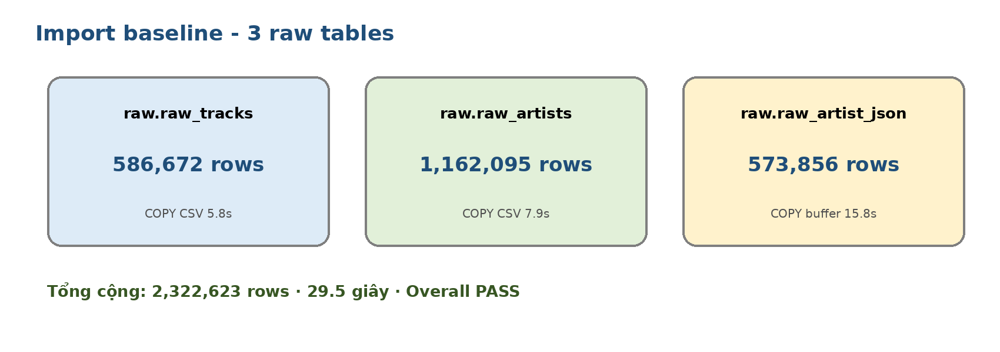 Import baseline - 3 raw tables
raw.raw_tracks
586,672 rows
COPY CSV 5.8s
raw.raw_artists
1,162,095 rows
COPY CSV 7.9s
raw.raw_artist_json
573,856 rows
COPY buffer 15.8s
Tổng cộng: 2,322,623 rows · 29.5 giây · Overall PASS